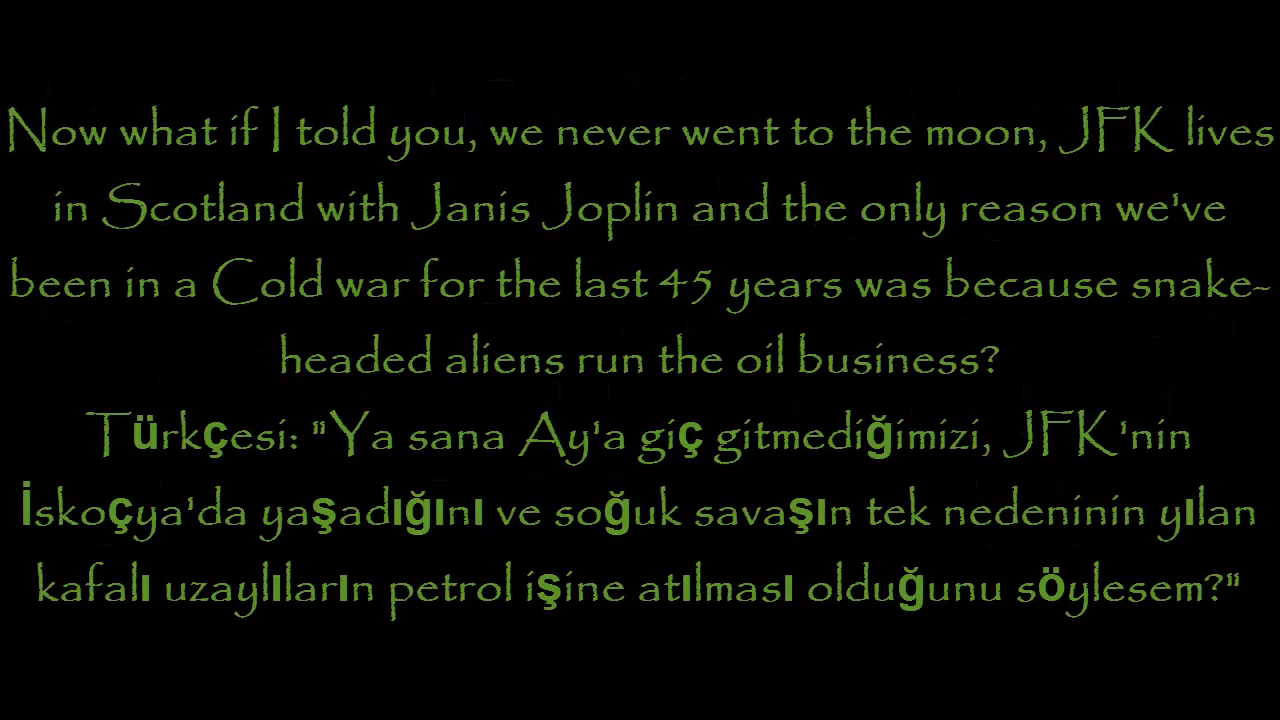 Now what if I told you, we never went to the moon, JFK lives
in Scotland with Janis Joplin and the only reason we've
been in a Cold war for the last 45 years was because snake-
headed aliens run the oil business?
Türkçesi: "Ya sana Ay'a giç gitmediğimizi, JFK'nin
İskoçya'da yaşadığını ve soğuk savaşın tek nedeninin yılan
kafalı uzaylıların petrol işine atılması olduğunu söylesem?"